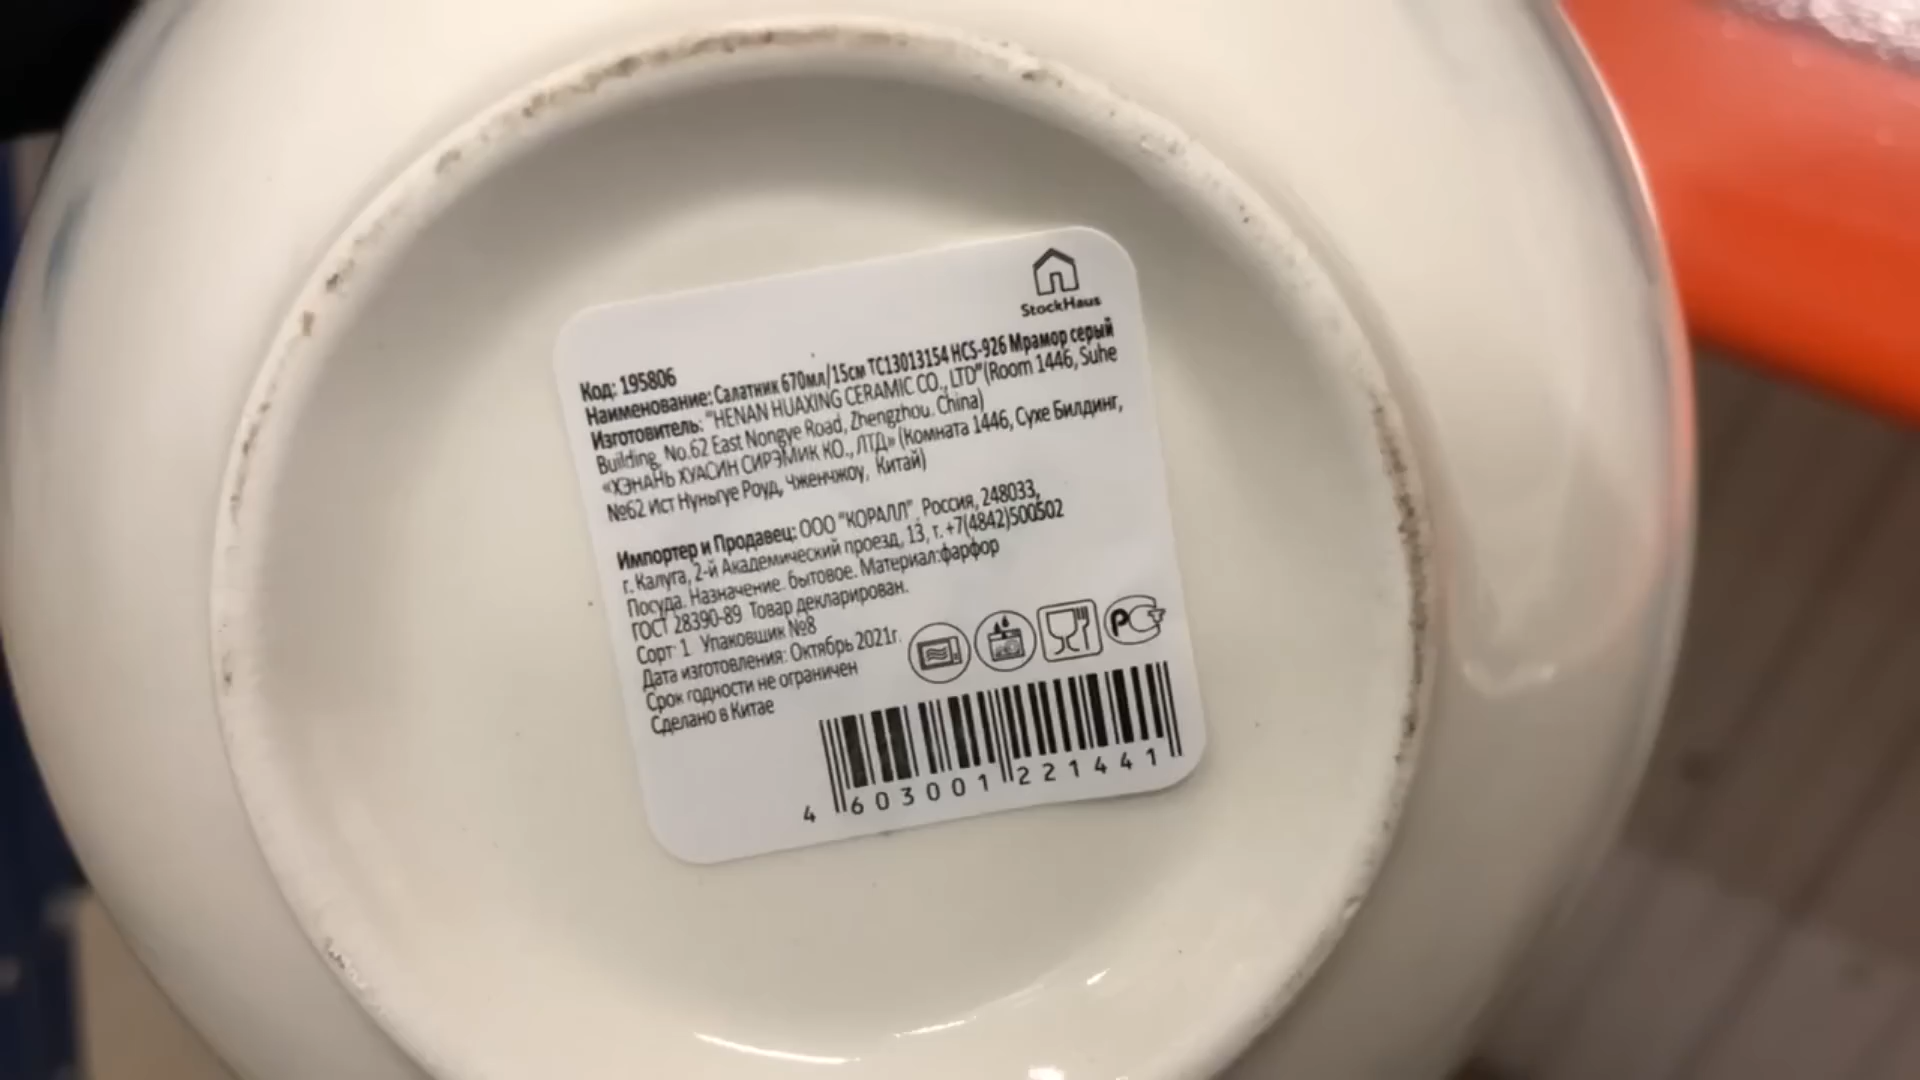 StockHaus
Код: 195806
Наименование: Салатник 670мл/15см TC13013154 HCS-926 Мрамор серый
Изготовитель: "HENAN HUAXING CERAMIC CO., LTD"(Room 1446, Suhe
Building, No.62 East Nongye Road, Zhengzhou. China)
«ХЭНАНЬ ХУАСИН СИРЭМИК КО., ЛТД» (Комната 1446, Сухе Билдинг,
№62 Ист Нуньгуе Роуд, Чженчжоу, Китай)
Импортер и Продавец: ООО "КОРАЛЛ" Россия, 248033,
г. Калуга, 2-й Академический проезд, 13, т. +7(4842)500502
Посуда. Назначение. бытовое. Материал:фарфор
ГОСТ 28390-89 Товар декларирован.
Сорт 1 Упаковщик №8
Дата изготовления: Октябрь 2021г.
Срок годности не ограничен
Сделано в Китае
РСТ
4 603001 221441